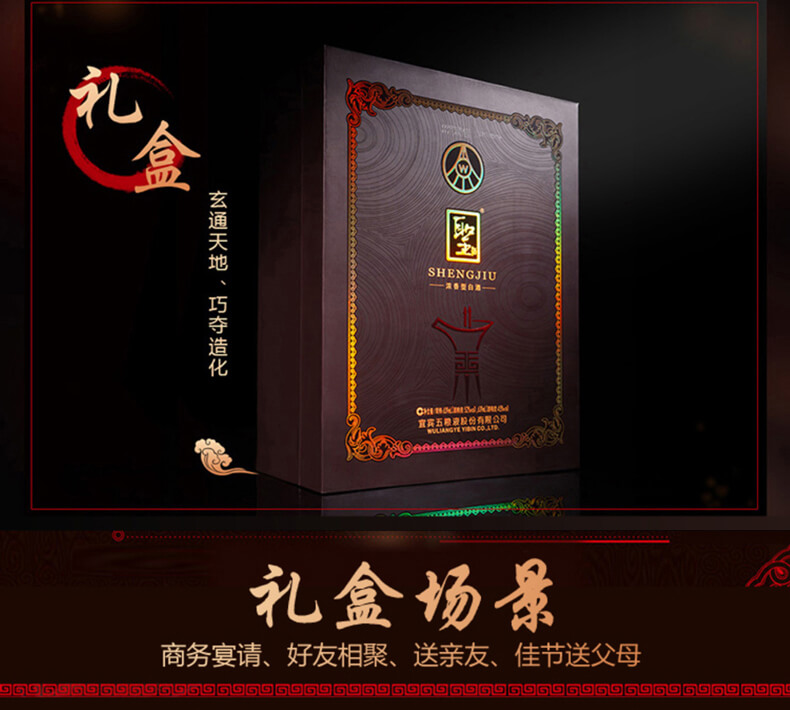 礼盒
玄通天地、巧夺造化
W
聖
®
SHENGJIU
浓香型白酒
宜宾五粮液股份有限公司
WULIANGYE YIBIN CO.,LTD.
礼盒场景
商务宴请、好友相聚、送亲友、佳节送父母